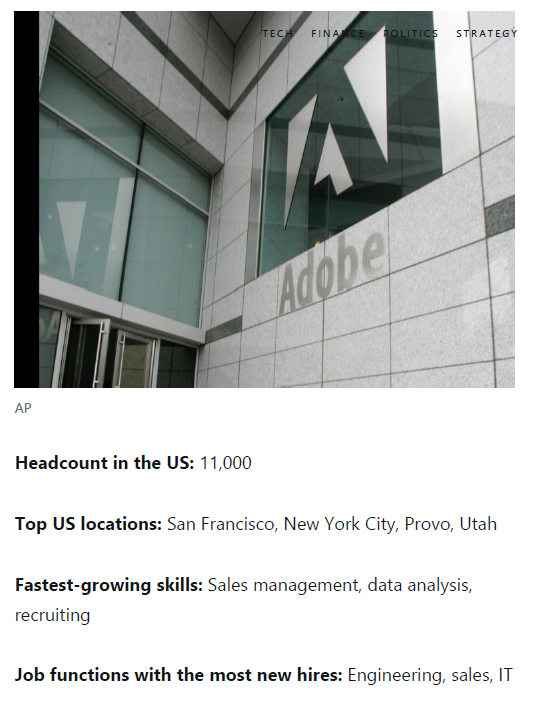 TECH FINANCE POLITICS STRATEGY
Adobe
AP
Headcount in the US: 11,000
Top US locations: San Francisco, New York City, Provo, Utah
Fastest-growing skills: Sales management, data analysis,
recruiting
Job functions with the most new hires: Engineering, sales, IT